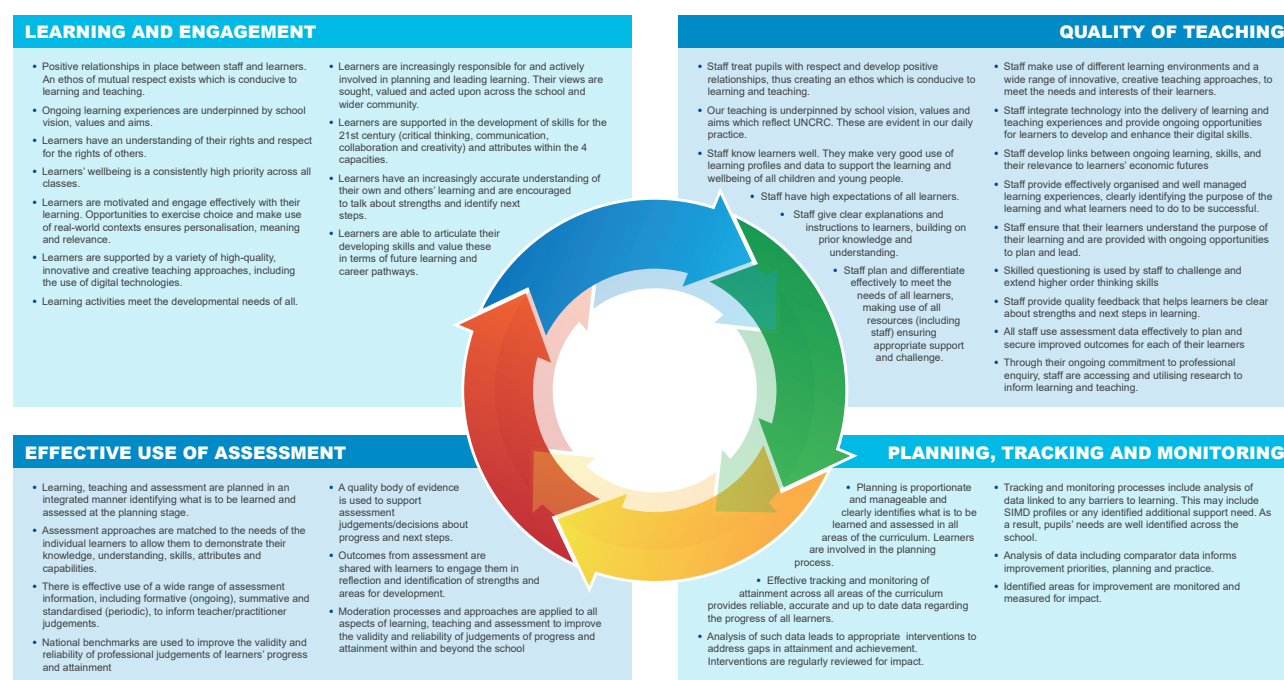 LEARNING AND ENGAGEMENT
• Positive relationships in place between staff and learners.
An ethos of mutual respect exists which is conducive to
learning and teaching.
• Ongoing learning experiences are underpinned by school
vision, values and aims.
• Learners have an understanding of their rights and respect
for the rights of others.
• Learners' wellbeing is a consistently high priority across all
classes.
• Learners are motivated and engage effectively with their
learning. Opportunities to exercise choice and make use
of real-world contexts ensures personalisation, meaning
and relevance.
• Learners are supported by a variety of high-quality,
innovative and creative teaching approaches, including
the use of digital technologies.
• Learning activities meet the developmental needs of all.
• Learners are increasingly responsible for and actively
involved in planning and leading learning. Their views are
sought, valued and acted upon across the school and
wider community.
• Learners are supported in the development of skills for the
21st century (critical thinking, communication,
collaboration and creativity) and attributes within the 4
capacities.
• Learners have an increasingly accurate understanding of
their own and others' learning and are encouraged
to talk about strengths and identify next
steps.
• Learners are able to articulate their
developing skills and value these
in terms of future learning and
career pathways.
QUALITY OF TEACHING
• Staff treat pupils with respect and develop positive
relationships, thus creating an ethos which is conducive to
learning and teaching.
• Our teaching is underpinned by school vision, values and
aims which reflect UNCRC. These are evident in our daily
practice.
• Staff know learners well. They make very good use of
learning profiles and data to support the learning and
wellbeing of all children and young people.
• Staff have high expectations of all learners.
• Staff give clear explanations and
instructions to learners, building on
prior knowledge and
understanding.
• Staff plan and differentiate
effectively to meet the
needs of all learners,
making use of all
resources (including
staff) ensuring
appropriate support
and challenge.
• Staff make use of different learning environments and a
wide range of innovative, creative teaching approaches, to
meet the needs and interests of their learners.
• Staff integrate technology into the delivery of learning and
teaching experiences and provide ongoing opportunities
for learners to develop and enhance their digital skills.
• Staff develop links between ongoing learning, skills, and
their relevance to learners' economic futures
• Staff provide effectively organised and well managed
learning experiences, clearly identifying the purpose of the
learning and what learners need to do to be successful.
• Staff ensure that their learners understand the purpose of
their learning and are provided with ongoing opportunities
to plan and lead.
• Skilled questioning is used by staff to challenge and
extend higher order thinking skills
• Staff provide quality feedback that helps learners be clear
about strengths and next steps in learning.
• All staff use assessment data effectively to plan and
secure improved outcomes for each of their learners
• Through their ongoing commitment to professional
enquiry, staff are accessing and utilising research to
inform learning and teaching.
EFFECTIVE USE OF ASSESSMENT
• Learning, teaching and assessment are planned in an
integrated manner identifying what is to be learned and
assessed at the planning stage.
• Assessment approaches are matched to the needs of the
individual learners to allow them to demonstrate their
knowledge, understanding, skills, attributes and
capabilities.
• There is effective use of a wide range of assessment
information, including formative (ongoing), summative and
standardised (periodic), to inform teacher/practitioner
judgements.
• National benchmarks are used to improve the validity and
reliability of professional judgements of learners' progress
and attainment
• A quality body of evidence
is used to support
assessment
judgements/decisions about
progress and next steps.
• Outcomes from assessment are
shared with learners to engage them in
reflection and identification of strengths and
areas for development.
• Moderation processes and approaches are applied to all
aspects of learning, teaching and assessment to improve
the validity and reliability of judgements of progress and
attainment within and beyond the school
PLANNING, TRACKING AND MONITORING
• Planning is proportionate
and manageable and
clearly identifies what is to be
learned and assessed in all
areas of the curriculum. Learners
are involved in the planning
process.
• Effective tracking and monitoring of
attainment across all areas of the curriculum
provides reliable, accurate and up to date data regarding
the progress of all learners.
• Analysis of such data leads to appropriate interventions to
address gaps in attainment and achievement.
Interventions are regularly reviewed for impact.
• Tracking and monitoring processes include analysis of
data linked to any barriers to learning. This may include
SIMD profiles or any identified additional support need. As
a result, pupils' needs are well identified across the
school.
• Analysis of data including comparator data informs
improvement priorities, planning and practice.
• Identified areas for improvement are monitored and
measured for impact.